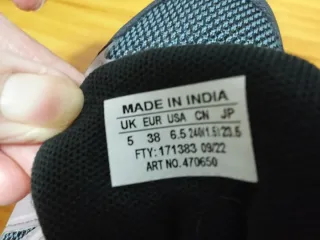 MADE IN INDIA
UK EUR USA CN JP
5 38 6.5 240(1.5) 23.5
FTY: 171383 09/22
ART NO. 470650